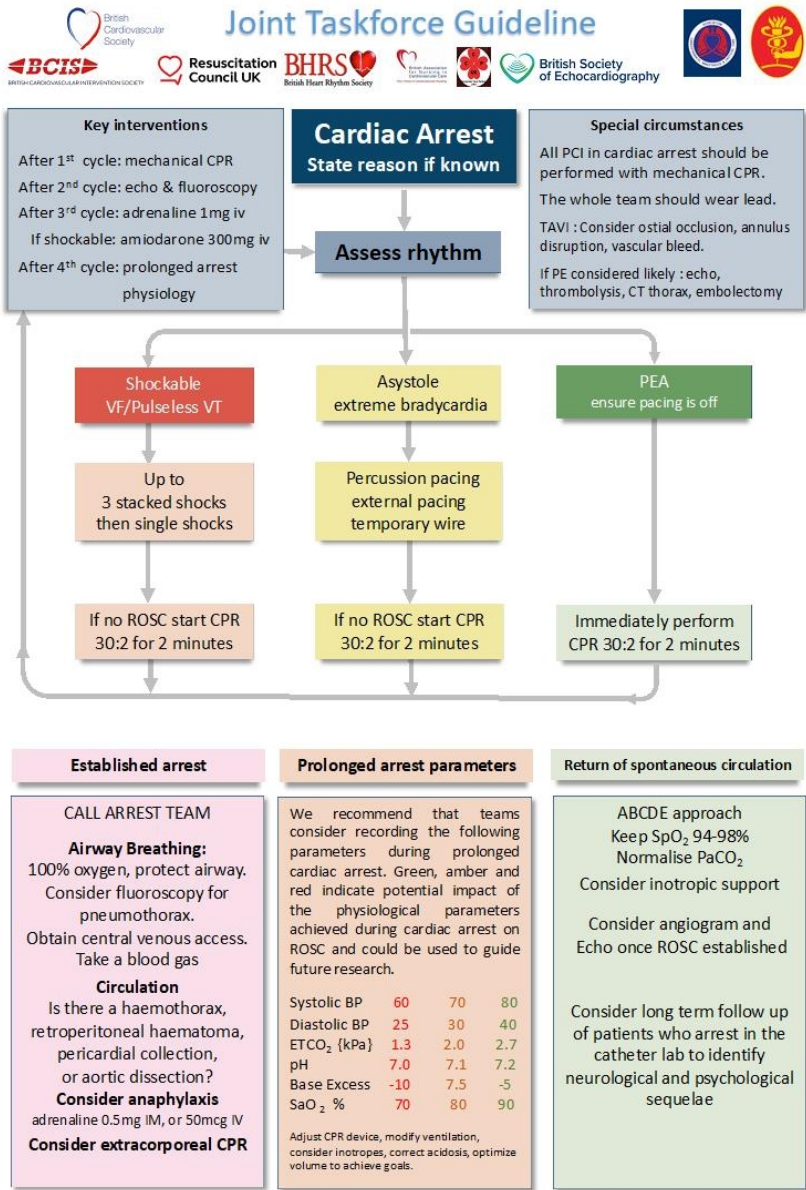 British
Cardiovascular
Society
Joint Taskforce Guideline
BCIS
BRITISH CARDIOVASCULAR INTERVENTION SOCIETY
Resuscitation
Council UK
BHRS
British Heart Rhythm Society
British Association
for Nursing in
Cardiovascular Care
British Society
of Echocardiography
Key interventions
After 1st cycle: mechanical CPR
After 2nd cycle: echo & fluoroscopy
After 3rd cycle: adrenaline 1mg iv
If shockable: amiodarone 300mg iv
After 4th cycle: prolonged arrest
physiology
Cardiac Arrest
State reason if known
Special circumstances
All PCI in cardiac arrest should be
performed with mechanical CPR.
The whole team should wear lead.
TAVI : Consider ostial occlusion, annulus
disruption, vascular bleed.
If PE considered likely : echo,
thrombolysis, CT thorax, embolectomy
Assess rhythm
Shockable
VF/Pulseless VT
Asystole
extreme bradycardia
PEA
ensure pacing is off
Up to
3 stacked shocks
then single shocks
Percussion pacing
external pacing
temporary wire
If no ROSC start CPR
30:2 for 2 minutes
If no ROSC start CPR
30:2 for 2 minutes
Immediately perform
CPR 30:2 for 2 minutes
Established arrest
CALL ARREST TEAM
Airway Breathing:
100% oxygen, protect airway.
Consider fluoroscopy for
pneumothorax.
Obtain central venous access.
Take a blood gas
Circulation
Is there a haemothorax,
retroperitoneal haematoma,
pericardial collection,
or aortic dissection?
Consider anaphylaxis
adrenaline 0.5mg IM, or 50mcg IV
Consider extracorporeal CPR
Prolonged arrest parameters
We recommend that teams
consider recording the following
parameters during prolonged
cardiac arrest. Green, amber and
red indicate potential impact of
the physiological parameters
achieved during cardiac arrest on
ROSC and could be used to guide
future research.
Systolic BP 60 70 80
Diastolic BP 25 30 40
ETCO2 {kPa} 1.3 2.0 2.7
pH 7.0 7.1 7.2
Base Excess -10 7.5 -5
SaO2 % 70 80 90
Adjust CPR device, modify ventilation,
consider inotropes, correct acidosis, optimize
volume to achieve goals.
Return of spontaneous circulation
ABCDE approach
Keep SpO2 94-98%
Normalise PaCO2
Consider inotropic support
Consider angiogram and
Echo once ROSC established
Consider long term follow up
of patients who arrest in the
catheter lab to identify
neurological and psychological
sequelae